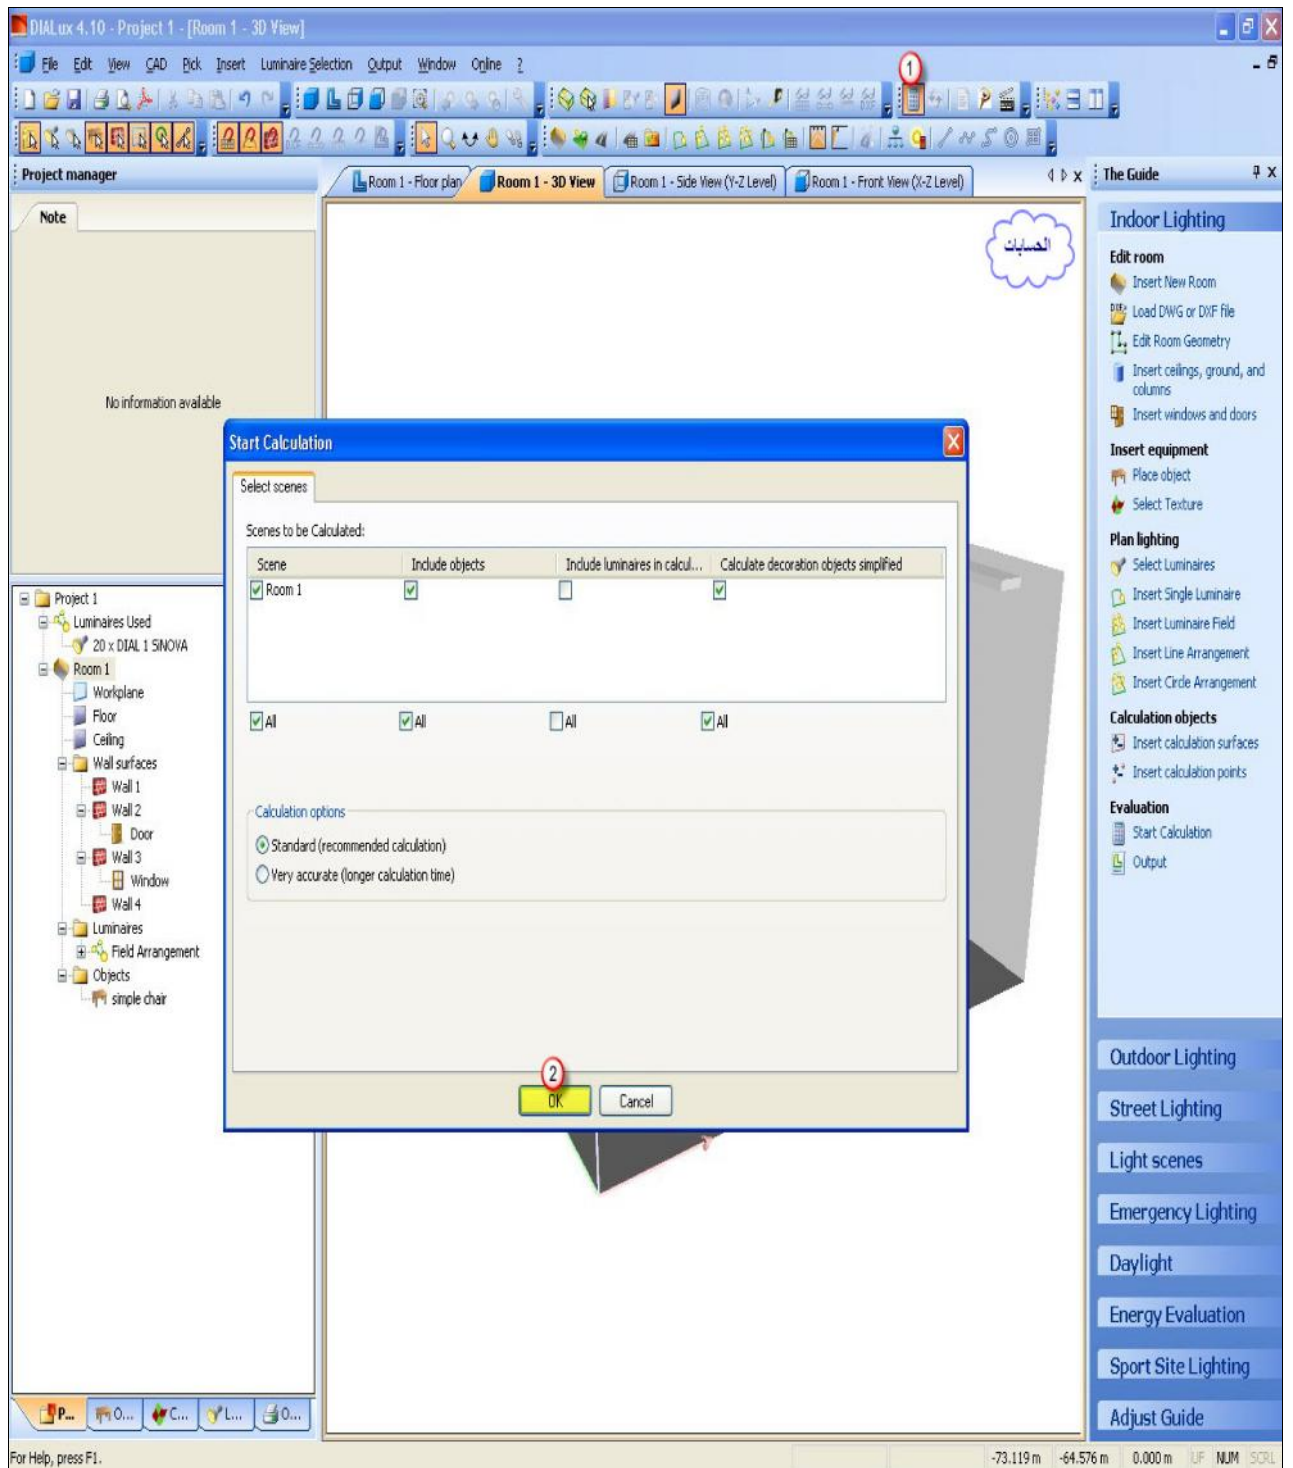 DIALux 4.10 - Project 1 - [Room 1 - 3D View]
File Edit View CAD Pick Insert Luminaire Selection Output Window Online ?
1
Project manager
Note
No information available
Room 1 - Floor plan
Room 1 - 3D View
Room 1 - Side View (Y-Z Level)
Room 1 - Front View (X-Z Level)
الحسابات
Start Calculation
Select scenes
Scenes to be Calculated:
Scene Include objects Include luminaires in calcul... Calculate decoration objects simplified
Room 1
All All All All
Calculation options
Standard (recommended calculation)
Very accurate (longer calculation time)
2
OK Cancel
Project 1
Luminaires Used
20 x DIAL 1 SINOVA
Room 1
Workplane
Floor
Ceiling
Wall surfaces
Wall 1
Wall 2
Door
Wall 3
Window
Wall 4
Luminaires
Field Arrangement
Objects
simple chair
P... O... C... L... O...
The Guide
Indoor Lighting
Edit room
Insert New Room
Load DWG or DXF file
Edit Room Geometry
Insert ceilings, ground, and
columns
Insert windows and doors
Insert equipment
Place object
Select Texture
Plan lighting
Select Luminaires
Insert Single Luminaire
Insert Luminaire Field
Insert Line Arrangement
Insert Circle Arrangement
Calculation objects
Insert calculation surfaces
Insert calculation points
Evaluation
Start Calculation
Output
Outdoor Lighting
Street Lighting
Light scenes
Emergency Lighting
Daylight
Energy Evaluation
Sport Site Lighting
Adjust Guide
For Help, press F1.
-73.119 m -64.576 m 0.000 m UF NUM SCRL